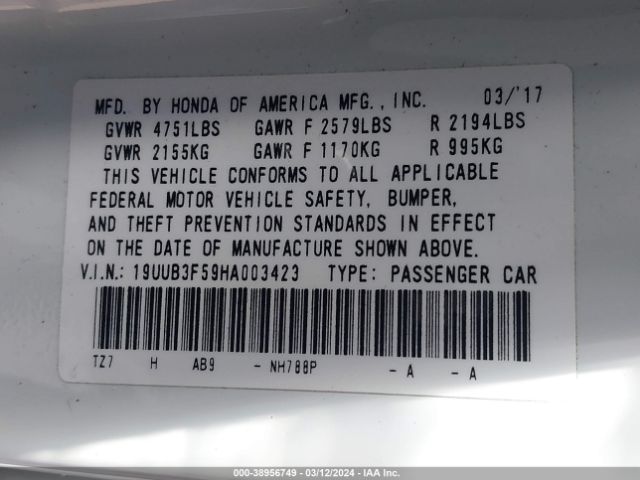 MFD. BY HONDA OF AMERICA MFG., INC. 03/'17
GVWR 4751LBS GAWR F 2579LBS R 2194LBS
GVWR 2155KG GAWR F 1170KG R 995KG
THIS VEHICLE CONFORMS TO ALL APPLICABLE
FEDERAL MOTOR VEHICLE SAFETY, BUMPER,
AND THEFT PREVENTION STANDARDS IN EFFECT
ON THE DATE OF MANUFACTURE SHOWN ABOVE.
V.I.N.: 19UUB3F59HA003423 TYPE: PASSENGER CAR
TZ7 H AB9 - NH788P - A - A
000-38956749 - 03/12/2024 - IAA Inc.